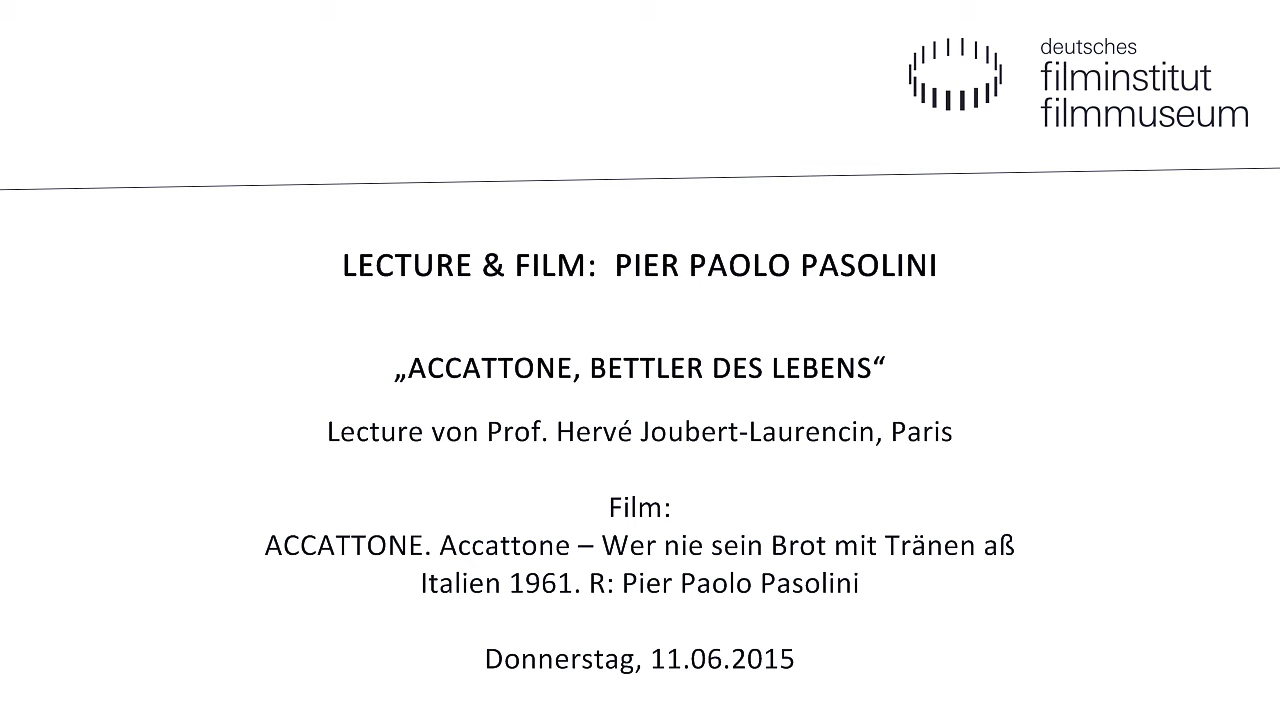 deutsches
filminstitut
filmmuseum
LECTURE & FILM: PIER PAOLO PASOLINI
„ACCATTONE, BETTLER DES LEBENS“
Lecture von Prof. Hervé Joubert-Laurencin, Paris
Film:
ACCATTONE. Accattone – Wer nie sein Brot mit Tränen aß
Italien 1961. R: Pier Paolo Pasolini
Donnerstag, 11.06.2015